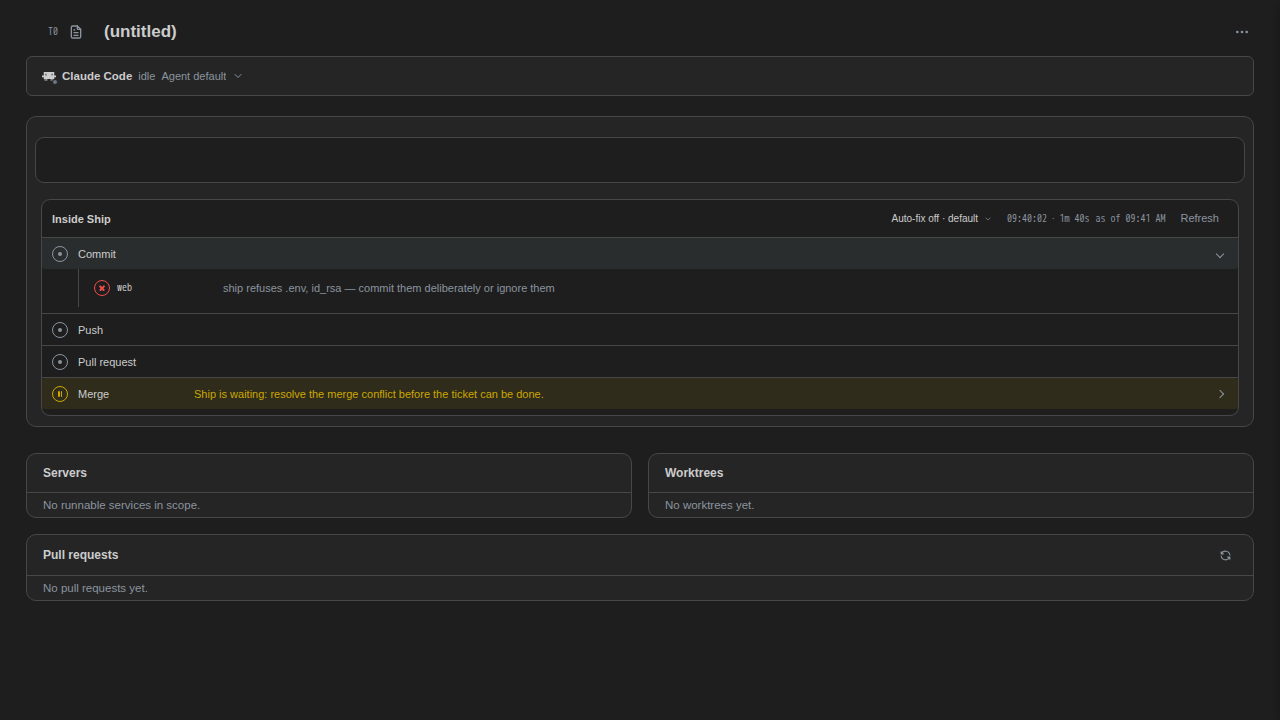 T0 (untitled)
Claude Code idle Agent default
Inside Ship Auto-fix off · default 09:40:02 · 1m 40s as of 09:41 AM Refresh
Commit
web ship refuses .env, id_rsa — commit them deliberately or ignore them
Push
Pull request
Merge Ship is waiting: resolve the merge conflict before the ticket can be done.
Servers
No runnable services in scope.
Worktrees
No worktrees yet.
Pull requests
No pull requests yet.